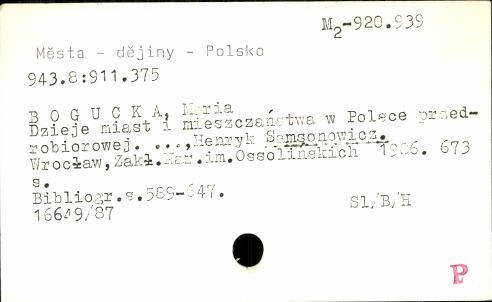 M2-920.939
Města - dějiny - Polsko
943.8:911.375
BOGUCKA, Maria
Dzieje miast i mieszczaństwa w Polsce przed-
robiorowej. ...,Henryk Samsonowicz.
Wrocław,Zakł.Nar.im.Ossolińskich 1986. 673
s.
Bibliogr.s.589-647.
16649/87
Sl/B/H
P